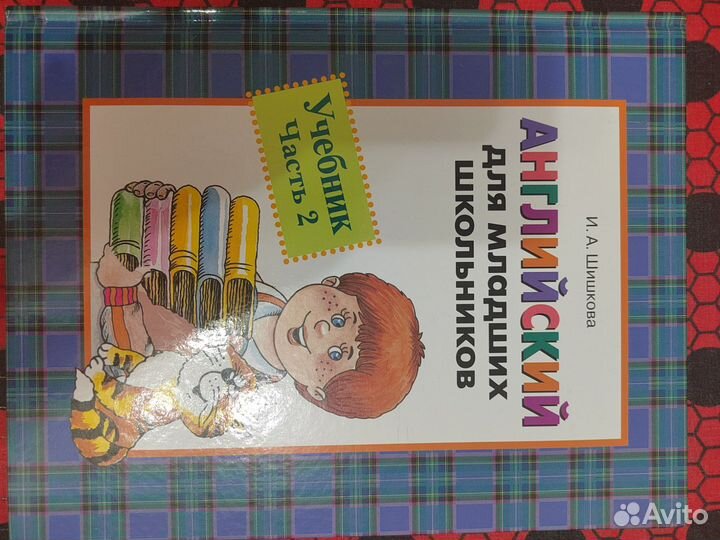 И. А. Шишкова
АНГЛИЙСКИЙ
для младших
школьников
Учебник
Часть 2
Avito